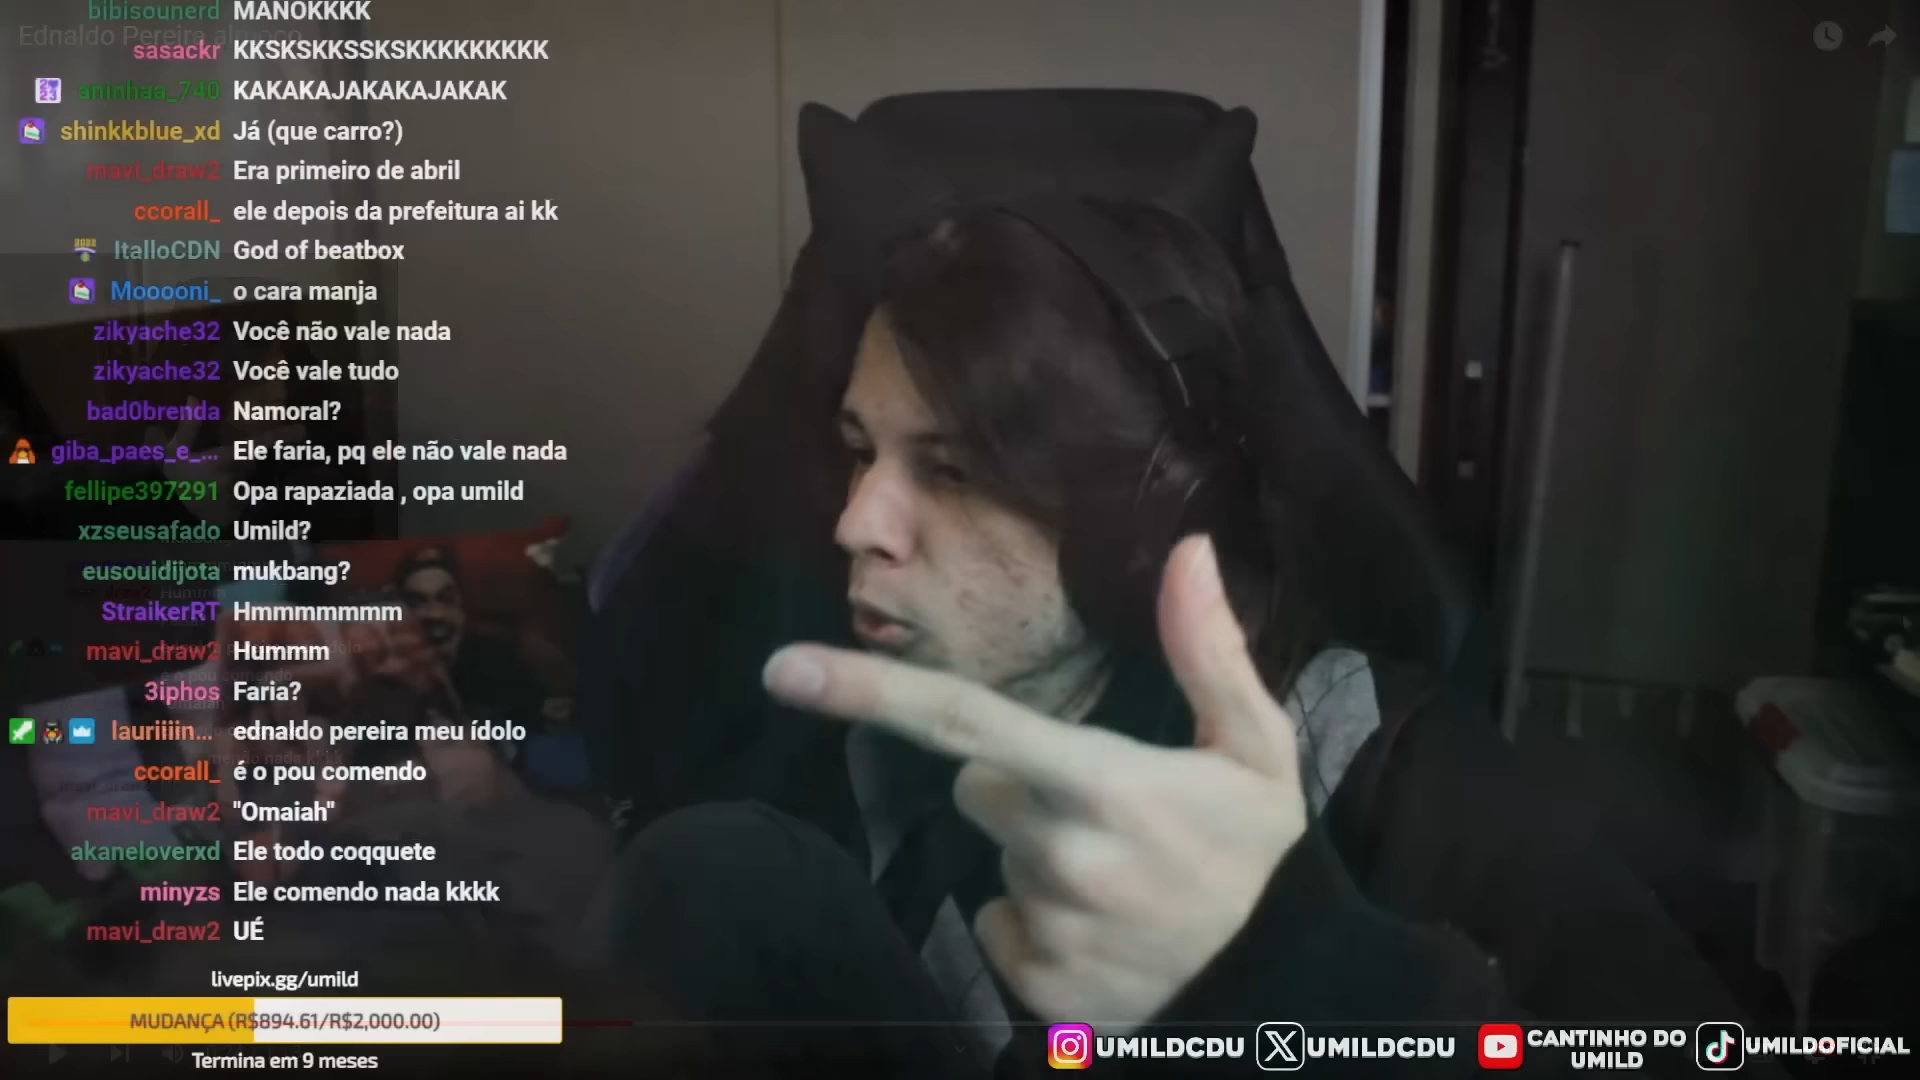 bibisounerd MANOKKKK
Ednaldo Pereira almoço
sasackr KKSKSKKSSKSKKKKKKKKK
aninhaa_740 KAKAKAJAKAKAJAKAK
shinkkblue_xd Já (que carro?)
mavi_draw2 Era primeiro de abril
ccorall_ ele depois da prefeitura ai kk
ItalloCDN God of beatbox
Mooooni_ o cara manja
zikyache32 Você não vale nada
zikyache32 Você vale tudo
bad0brenda Namoral?
giba_paes_e_... Ele faria, pq ele não vale nada
fellipe397291 Opa rapaziada , opa umild
xzseusafado Umild?
eusouidijota mukbang?
StraikerRT Hmmmmmmm
mavi_draw2 Hummm
3iphos Faria?
lauriiiin... ednaldo pereira meu ídolo
ccorall_ é o pou comendo
mavi_draw2 "Omaiah"
akaneloverxd Ele todo coqquete
minyzs Ele comendo nada kkkk
mavi_draw2 UÉ
livepix.gg/umild
MUDANÇA (R$894.61/R$2,000.00)
Termina em 9 meses
UMILDCDU
UMILDCDU
CANTINHO DO
UMILD
UMILDOFICIAL